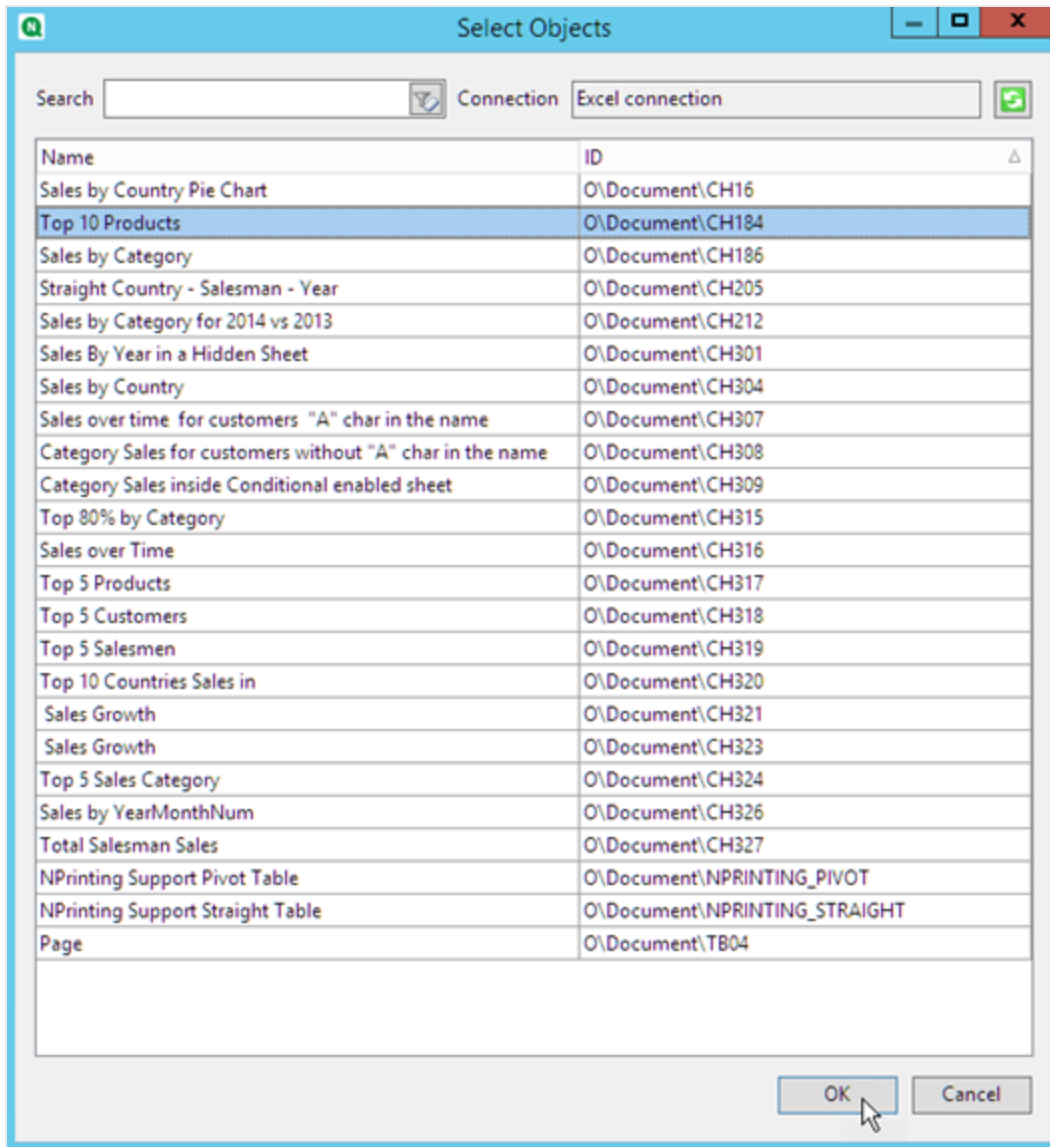 Select Objects
Search Connection Excel connection
Name ID
Sales by Country Pie Chart O\Document\CH16
Top 10 Products O\Document\CH184
Sales by Category O\Document\CH186
Straight Country - Salesman - Year O\Document\CH205
Sales by Category for 2014 vs 2013 O\Document\CH212
Sales By Year in a Hidden Sheet O\Document\CH301
Sales by Country O\Document\CH304
Sales over time  for customers  "A" char in the name O\Document\CH307
Category Sales for customers without "A" char in the name O\Document\CH308
Category Sales inside Conditional enabled sheet O\Document\CH309
Top 80% by Category O\Document\CH315
Sales over Time O\Document\CH316
Top 5 Products O\Document\CH317
Top 5 Customers O\Document\CH318
Top 5 Salesmen O\Document\CH319
Top 10 Countries Sales in O\Document\CH320
Sales Growth O\Document\CH321
Sales Growth O\Document\CH323
Top 5 Sales Category O\Document\CH324
Sales by YearMonthNum O\Document\CH326
Total Salesman Sales O\Document\CH327
NPrinting Support Pivot Table O\Document\NPRINTING_PIVOT
NPrinting Support Straight Table O\Document\NPRINTING_STRAIGHT
Page O\Document\TB04
OK Cancel